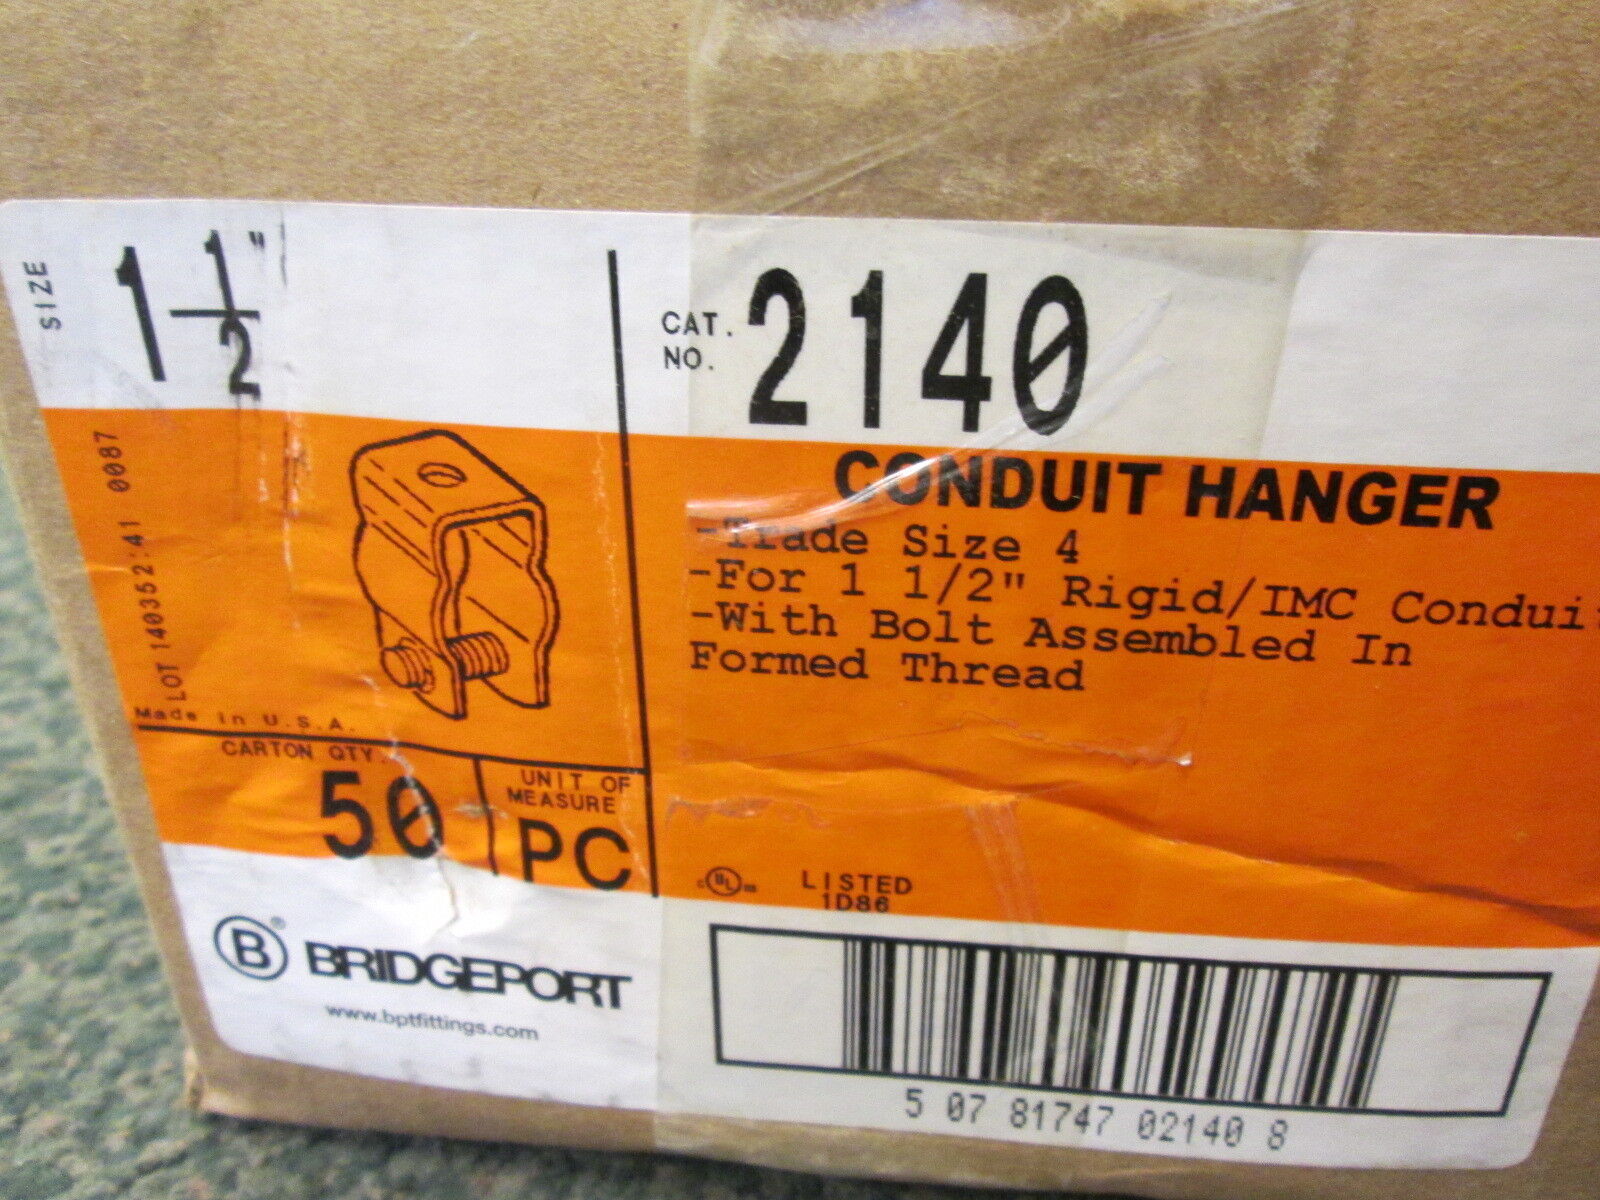 SIZE
1 1/2"
CAT. NO.
2140
CONDUIT HANGER
-Trade Size 4
-For 1 1/2" Rigid/IMC Condui
-With Bolt Assembled In
Formed Thread
LOT 140352:41 0087
Made in U.S.A.
CARTON QTY.
50
UNIT OF
MEASURE
PC
c UL us
LISTED
1D86
B ® BRIDGEPORT
www.bptfittings.com
5 07 81747 02140 8